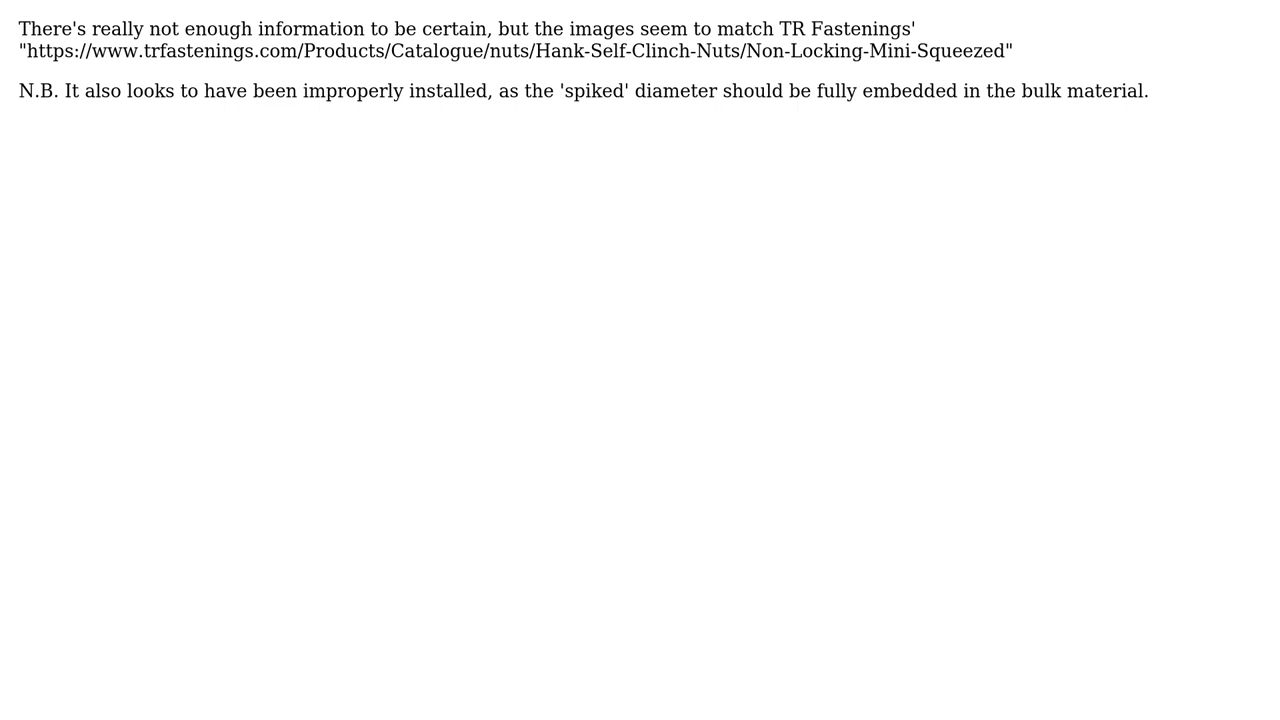 There's really not enough information to be certain, but the images seem to match TR Fastenings'
"https://www.trfastenings.com/Products/Catalogue/nuts/Hank-Self-Clinch-Nuts/Non-Locking-Mini-Squeezed"
N.B. It also looks to have been improperly installed, as the 'spiked' diameter should be fully embedded in the bulk material.